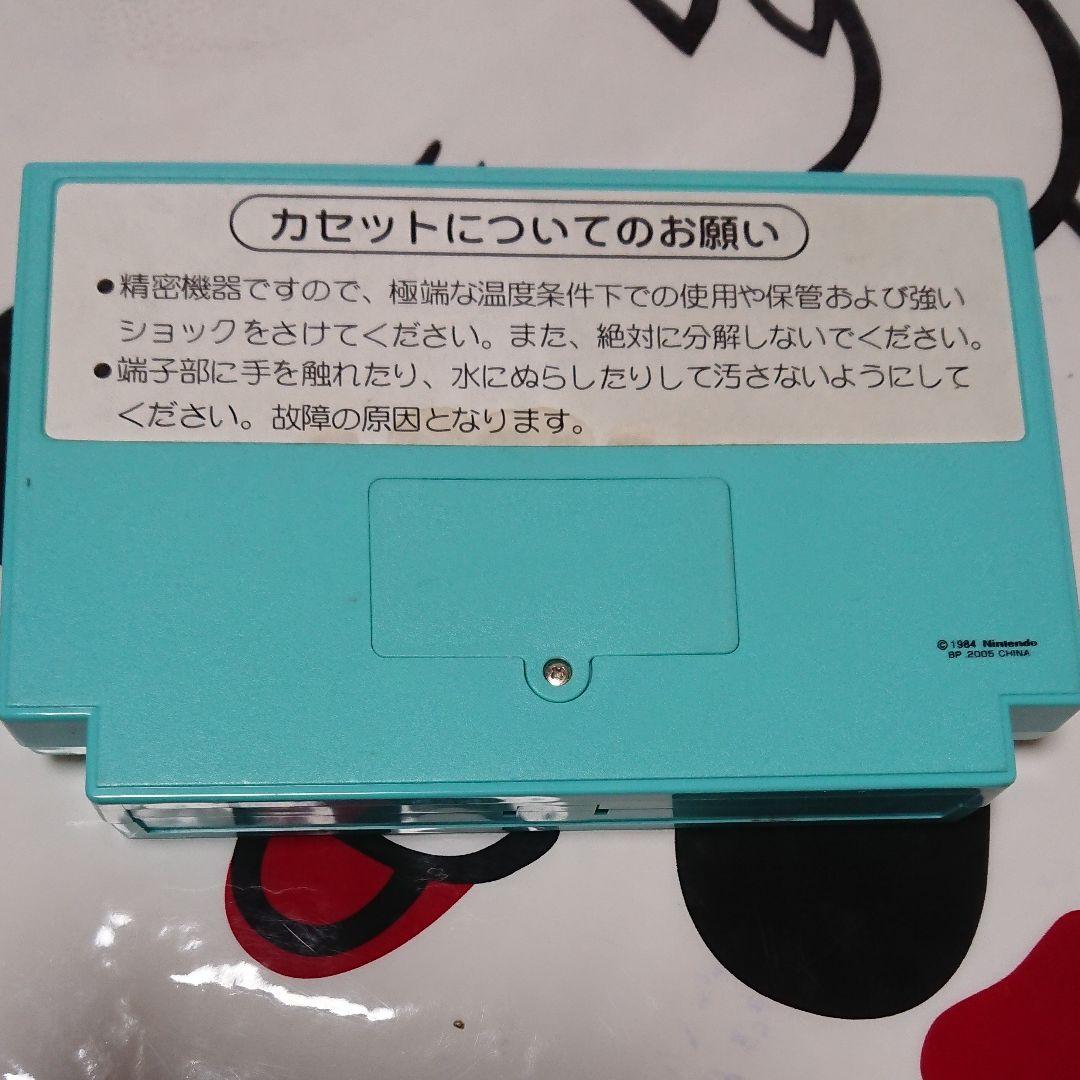 カセットについてのお願い
●精密機器ですので、極端な温度条件下での使用や保管および強い
ショックをさけてください。また、絶対に分解しないでください。
●端子部に手を触れたり、水にぬらしたりして汚さないようにして
ください。故障の原因となります。
©1984 Nintendo
BP 2005 CHINA